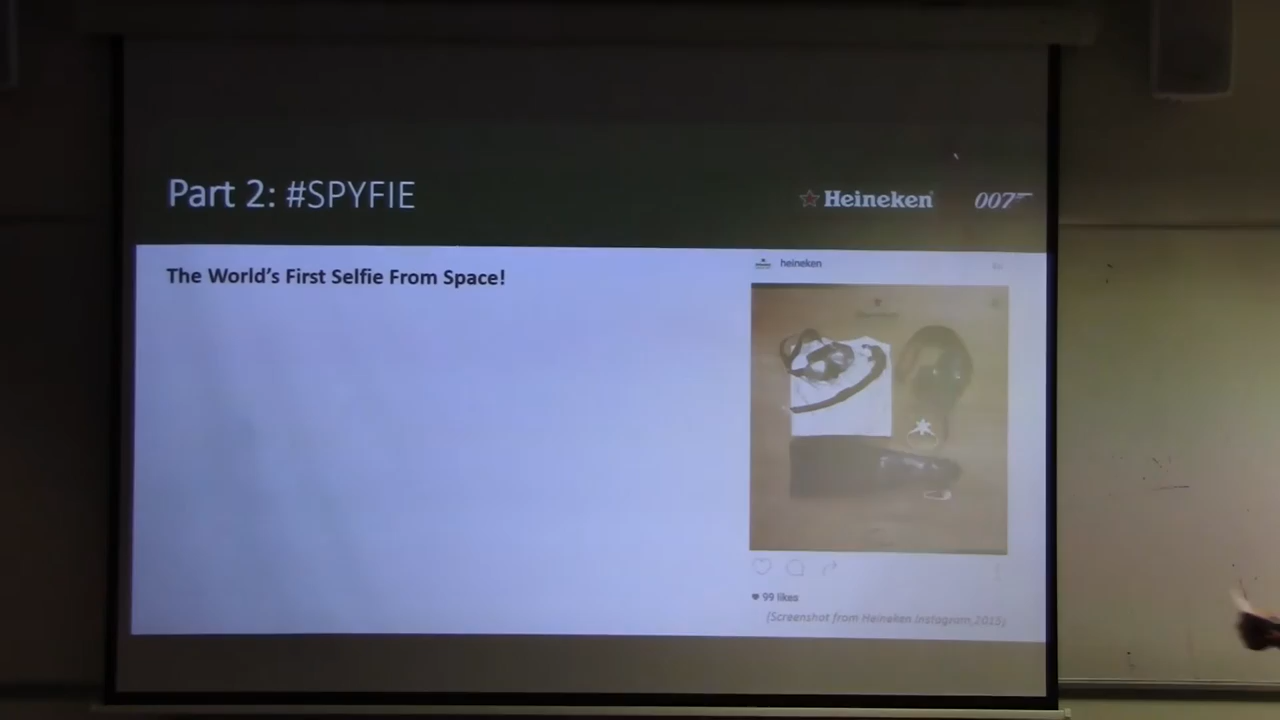 Part 2: #SPYFIE
Heineken
007
The World's First Selfie From Space!
heineken
99 likes
(Screenshot from Heineken Instagram,2015)